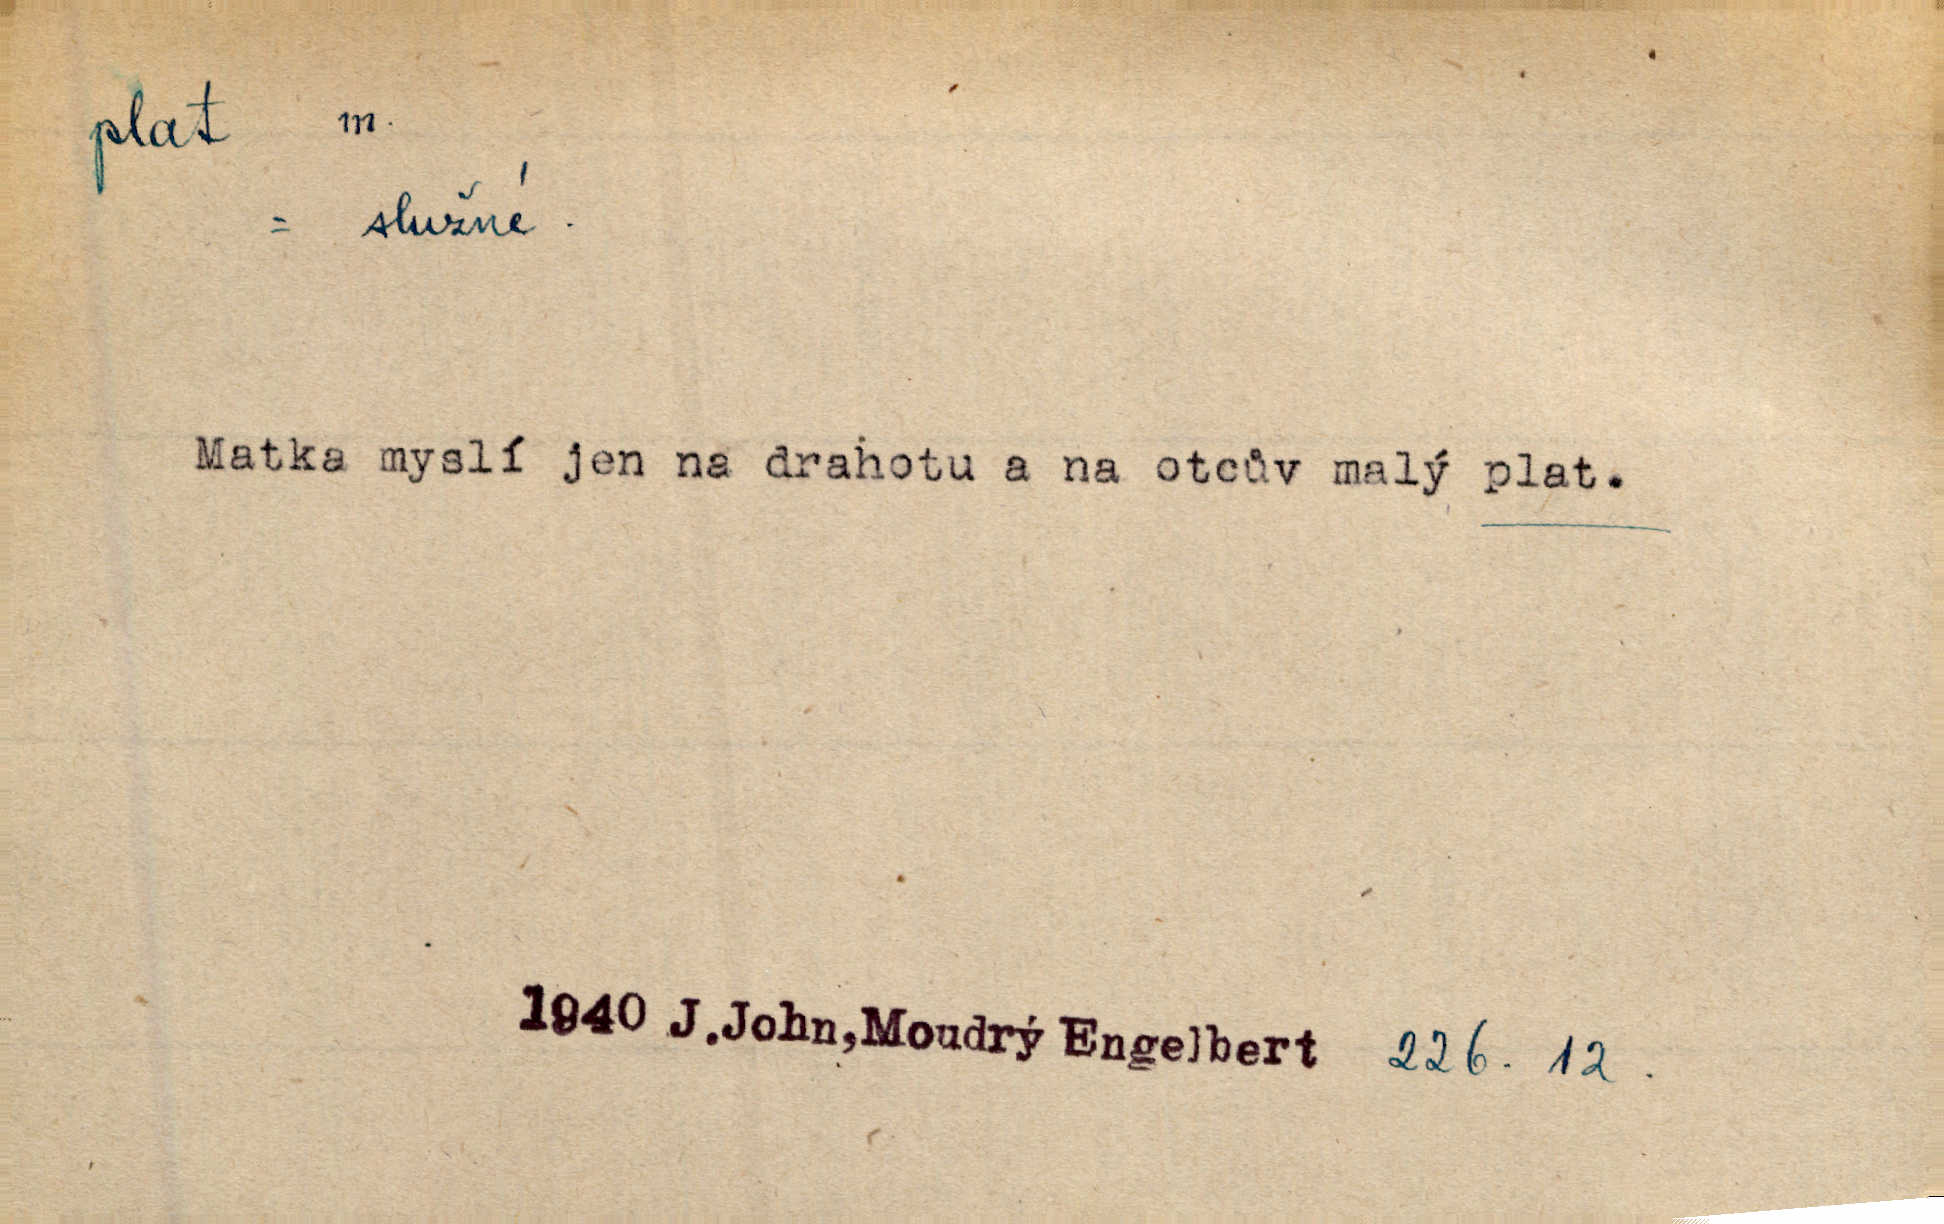 plat m.
= služné.
Matka myslí jen na drahotu a na otcův malý plat.
1940 J.John,Moudrý Engelbert 226. 12.